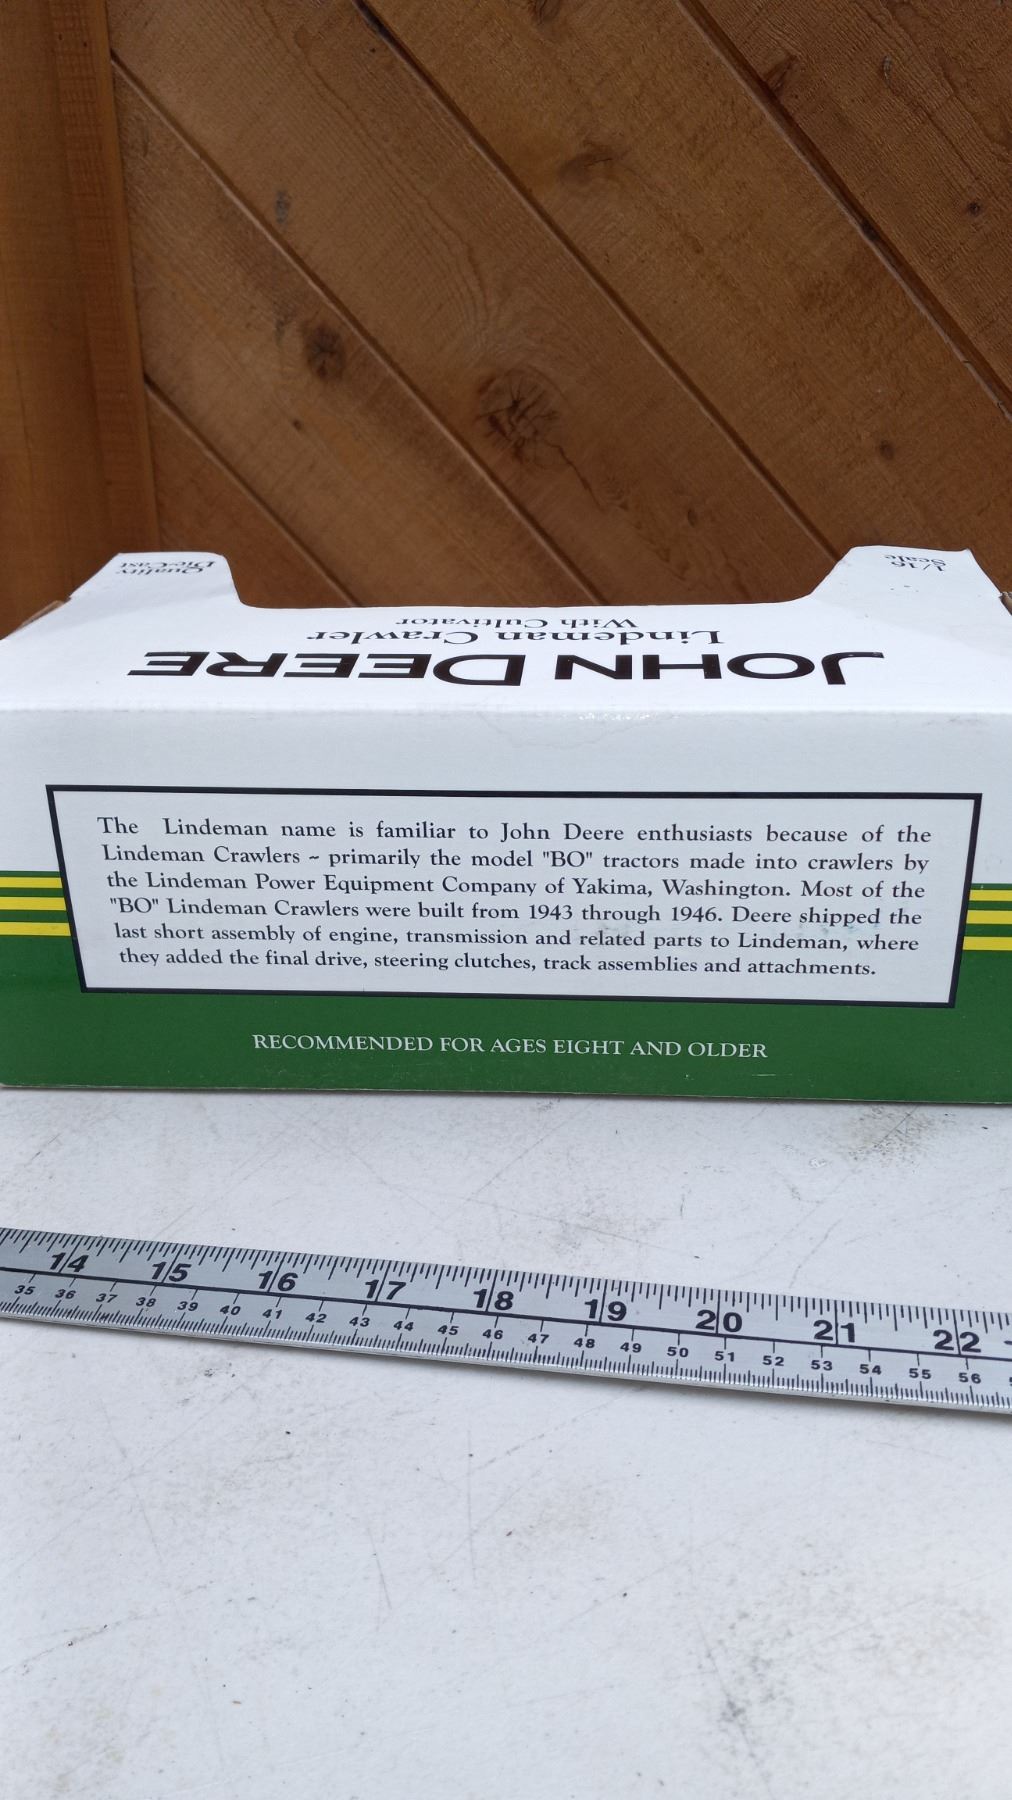 Quality
Die-Cast
1/16
Scale
JOHN DEERE
Lindeman Crawler
With Cultivator
The Lindeman name is familiar to John Deere enthusiasts because of the
Lindeman Crawlers ~ primarily the model "BO" tractors made into crawlers by
the Lindeman Power Equipment Company of Yakima, Washington. Most of the
"BO" Lindeman Crawlers were built from 1943 through 1946. Deere shipped the
last short assembly of engine, transmission and related parts to Lindeman, where
they added the final drive, steering clutches, track assemblies and attachments.
RECOMMENDED FOR AGES EIGHT AND OLDER
14 15 16 17 18 19 20 21 22
35 36 37 38 39 40 41 42 43 44 45 46 47 48 49 50 51 52 53 54 55 56